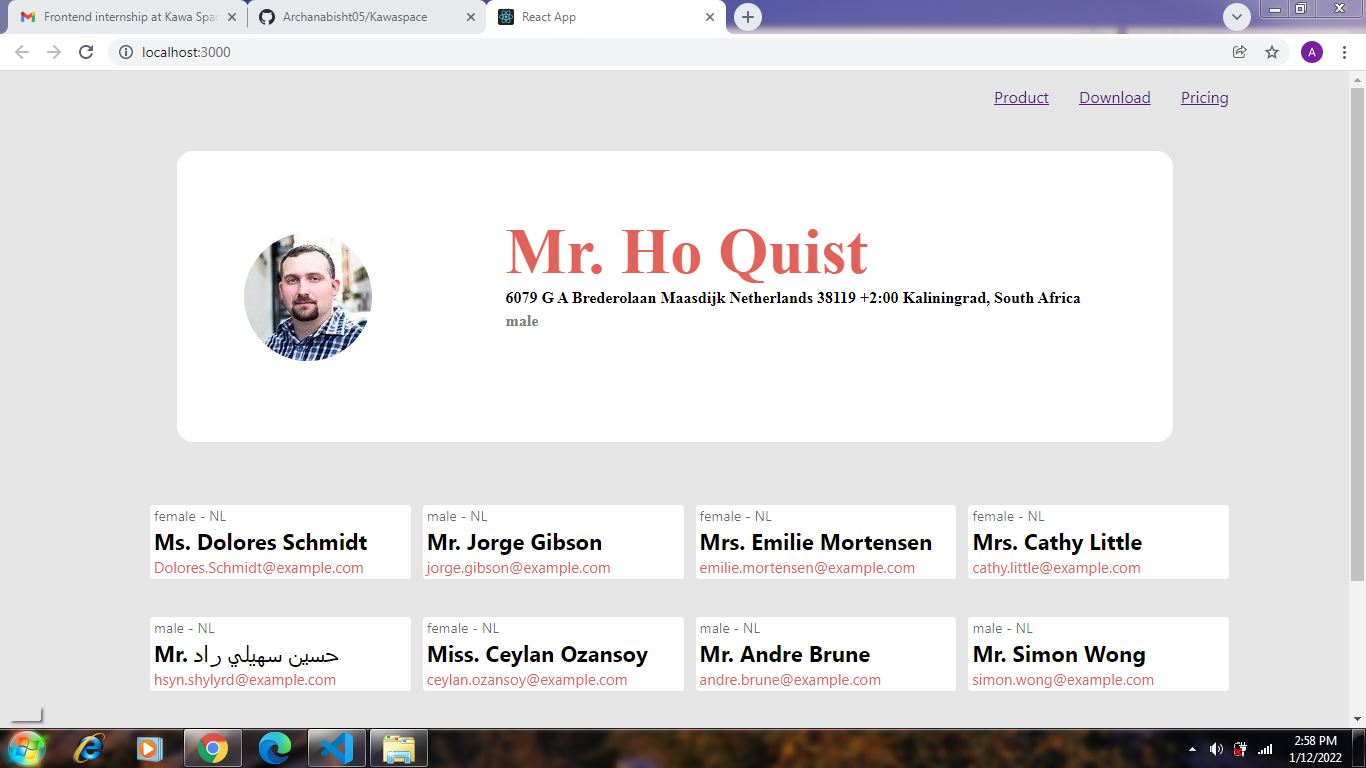 Frontend internship at Kawa Spa
Archanabisht05/Kawaspace
React App
localhost:3000
A
Product Download Pricing
Mr. Ho Quist
6079 G A Brederolaan Maasdijk Netherlands 38119 +2:00 Kaliningrad, South Africa
male
female - NL
Ms. Dolores Schmidt
Dolores.Schmidt@example.com
male - NL
Mr. Jorge Gibson
jorge.gibson@example.com
female - NL
Mrs. Emilie Mortensen
emilie.mortensen@example.com
female - NL
Mrs. Cathy Little
cathy.little@example.com
male - NL
Mr. حسين سهيلي راد
hsyn.shylyrd@example.com
female - NL
Miss. Ceylan Ozansoy
ceylan.ozansoy@example.com
male - NL
Mr. Andre Brune
andre.brune@example.com
male - NL
Mr. Simon Wong
simon.wong@example.com
2:58 PM
1/12/2022